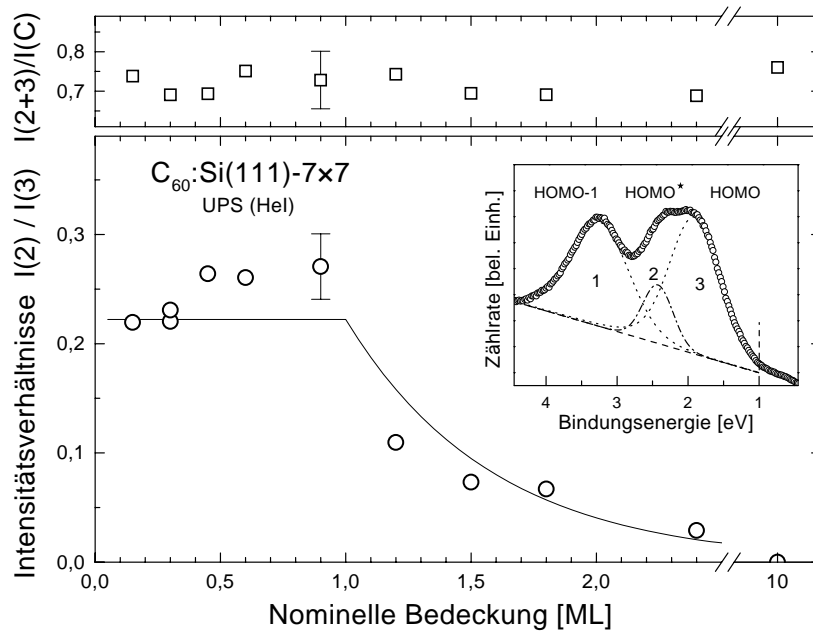 I(2+3)/I(C)
0,8
0,7
Intensitätsverhältnisse I(2) / I(3)
0,3
0,2
0,1
0,0
C60:Si(111)-7×7
UPS (HeI)
HOMO-1 HOMO★ HOMO
1 2 3
Zählrate [bel. Einh.]
4 3 2 1
Bindungsenergie [eV]
0,0 0,5 1,0 1,5 2,0 10
Nominelle Bedeckung [ML]